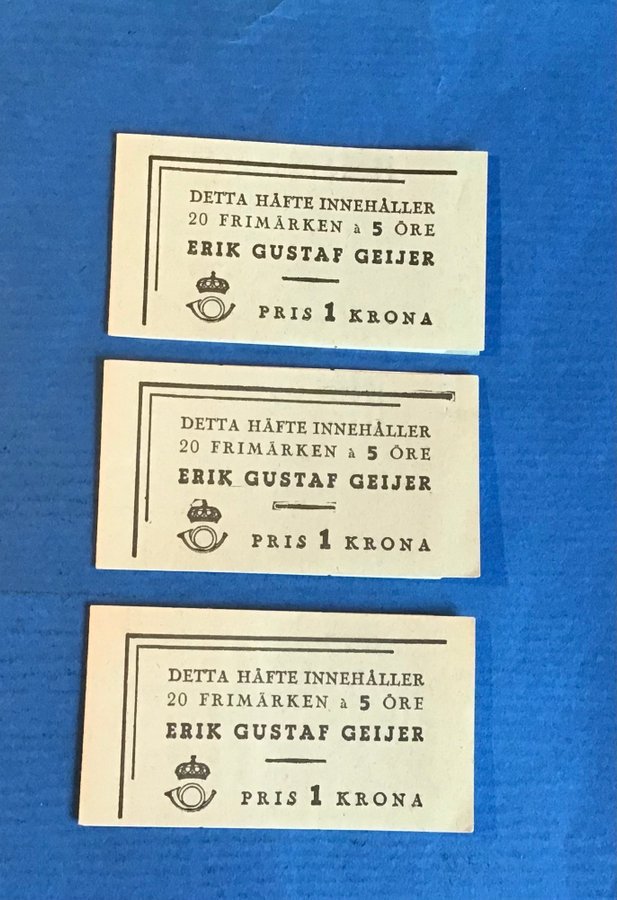 DETTA HÄFTE INNEHÅLLER
20 FRIMÄRKEN à 5 ÖRE
ERIK GUSTAF GEIJER
PRIS 1 KRONA
DETTA HÄFTE INNEHÅLLER
20 FRIMÄRKEN à 5 ÖRE
ERIK GUSTAF GEIJER
PRIS 1 KRONA
DETTA HÄFTE INNEHÅLLER
20 FRIMÄRKEN à 5 ÖRE
ERIK GUSTAF GEIJER
PRIS 1 KRONA